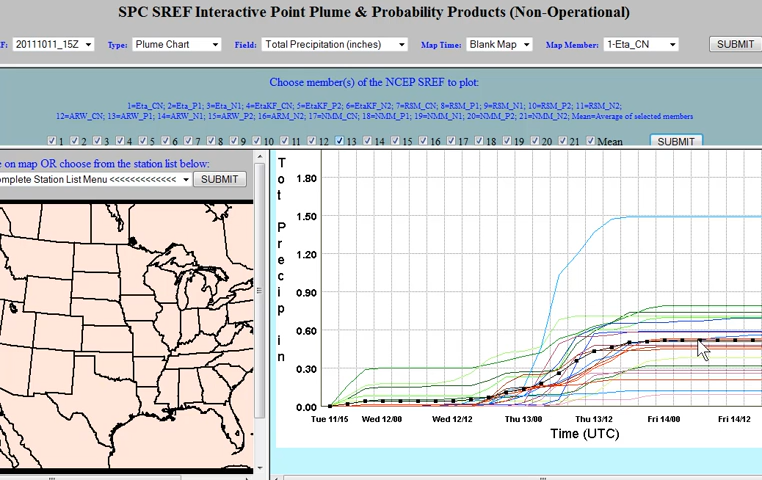 SPC SREF Interactive Point Plume & Probability Products (Non-Operational)
F: 20111011_15Z Type: Plume Chart Field: Total Precipitation (inches) Map Time: Blank Map Map Member: 1-Eta_CN SUBMIT
Choose member(s) of the NCEP SREF to plot:
1=Eta_CN; 2=Eta_P1; 3=Eta_N1; 4=EtaKF_CN; 5=EtaKF_P2; 6=EtaKF_N2; 7=RSM_CN; 8=RSM_P1; 9=RSM_N1; 10=RSM_P2; 11=RSM_N2;
12=ARW_CN; 13=ARW_P1; 14=ARW_N1; 15=ARW_P2; 16=ARW_N2; 17=NMM_CN; 18=NMM_P1; 19=NMM_N1; 20=NMM_P2; 21=NMM_N2; Mean=Average of selected members
1 2 3 4 5 6 7 8 9 10 11 12 13 14 15 16 17 18 19 20 21 Mean SUBMIT
e on map OR choose from the station list below:
omplete Station List Menu <<<<<<<<<<<<< SUBMIT
Tot Precip in
1.80
1.50
1.20
0.90
0.60
0.30
0.00
Tue 11/15 Wed 12/00 Wed 12/12 Thu 13/00 Thu 13/12 Fri 14/00 Fri 14/12
Time (UTC)